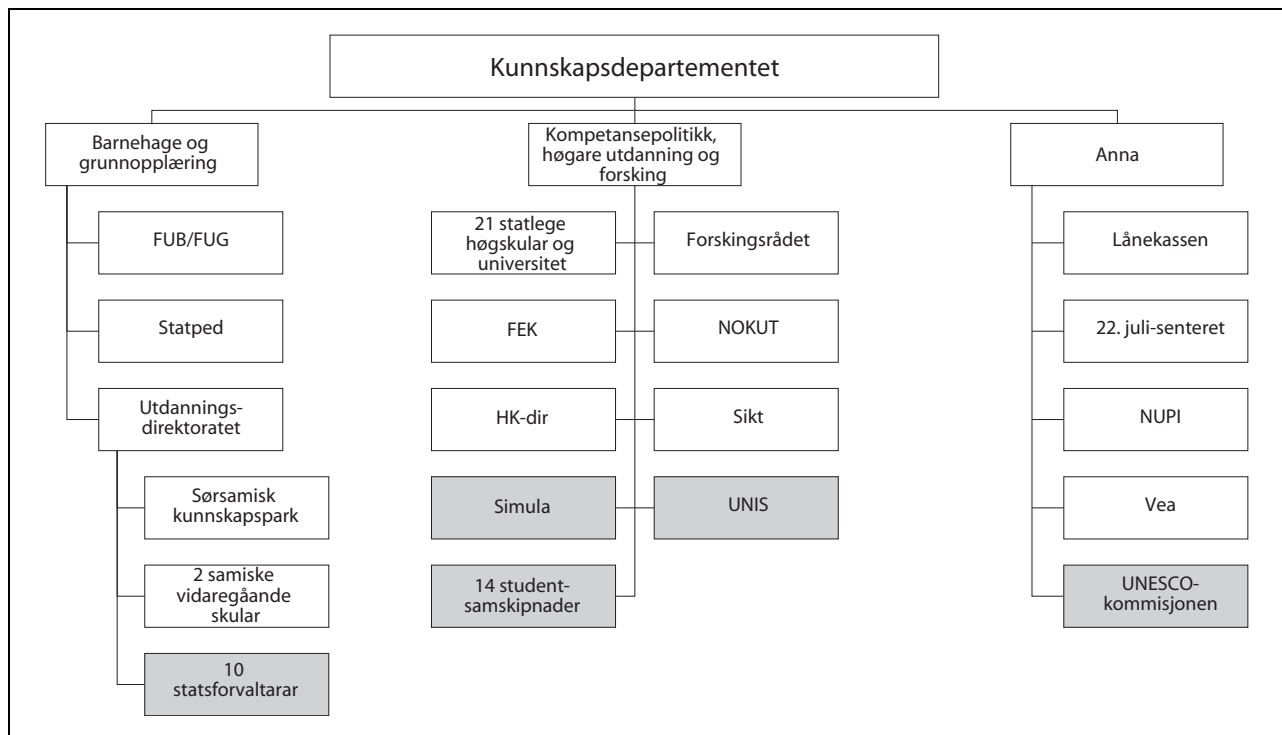 Kunnskapsdepartementet
Barnehage og
grunnopplæring
FUB/FUG
Statped
Utdannings-
direktoratet
Sørsamisk
kunnskapspark
2 samiske
vidaregåande
skular
10
statsforvaltarar
Kompetansepolitikk,
høgare utdanning og
forsking
21 statlege
høgskular og
universitet
Forskingsrådet
FEK
NOKUT
HK-dir
Sikt
Simula
UNIS
14 student-
samskipnader
Anna
Lånekassen
22. juli-senteret
NUPI
Vea
UNESCO-
kommisjonen